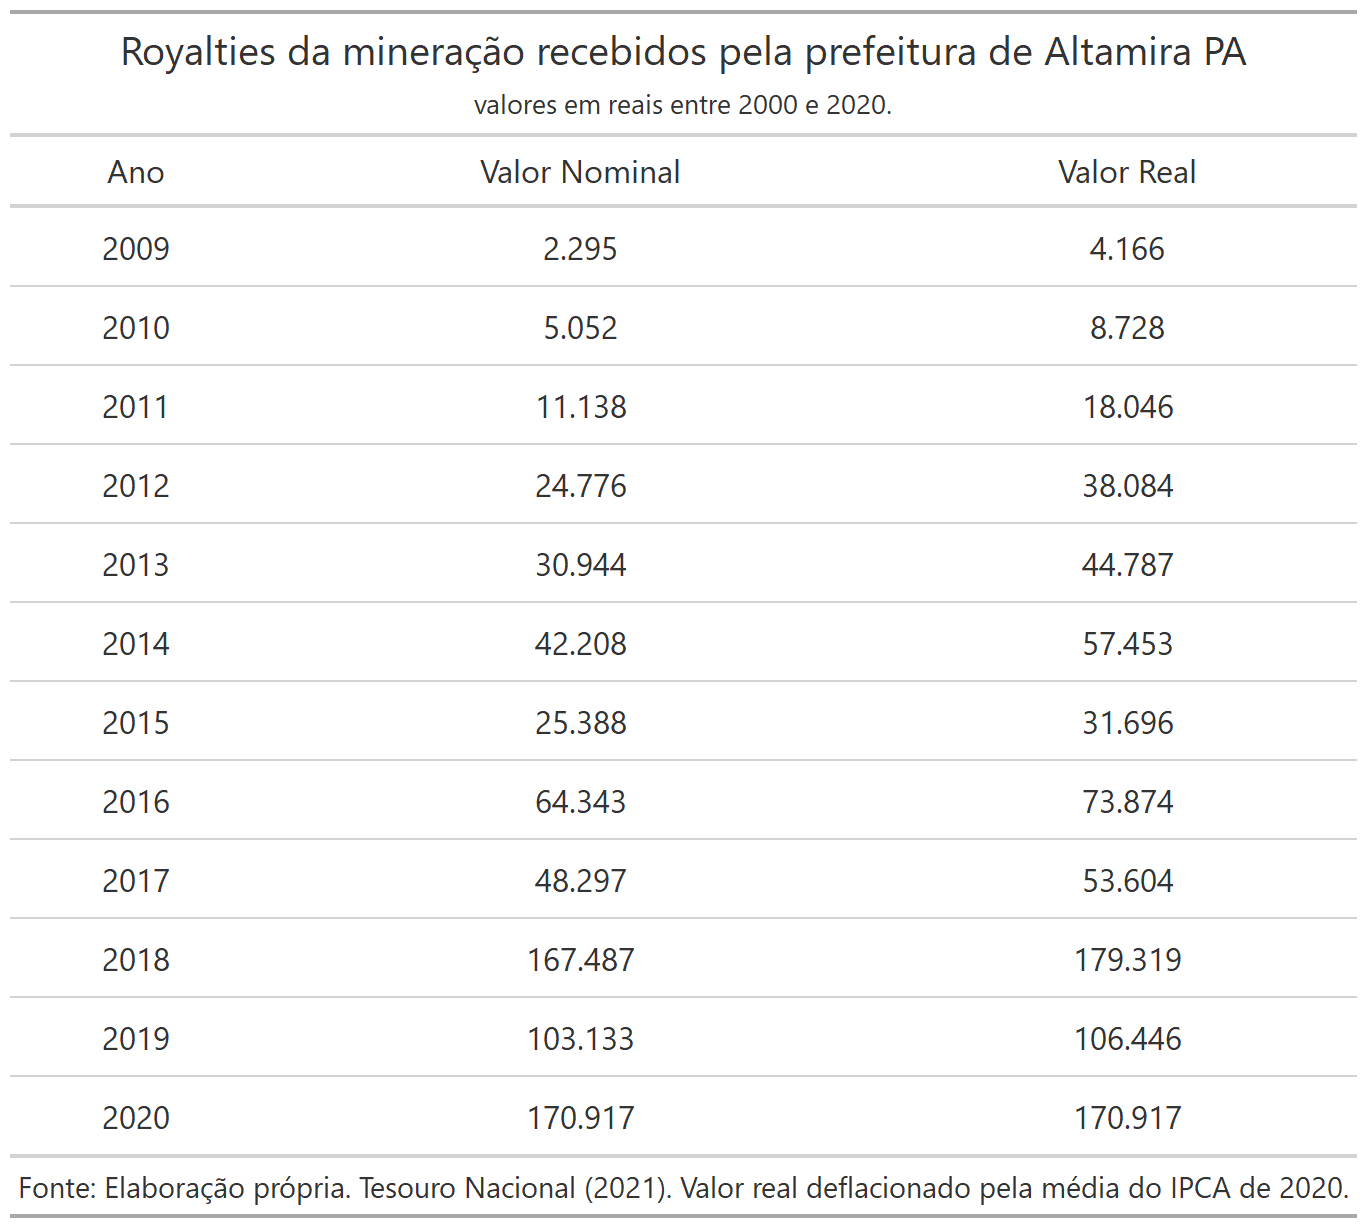 Royalties da mineração recebidos pela prefeitura de Altamira PA
valores em reais entre 2000 e 2020.
Ano Valor Nominal Valor Real
2009 2.295 4.166
2010 5.052 8.728
2011 11.138 18.046
2012 24.776 38.084
2013 30.944 44.787
2014 42.208 57.453
2015 25.388 31.696
2016 64.343 73.874
2017 48.297 53.604
2018 167.487 179.319
2019 103.133 106.446
2020 170.917 170.917
Fonte: Elaboração própria. Tesouro Nacional (2021). Valor real deflacionado pela média do IPCA de 2020.